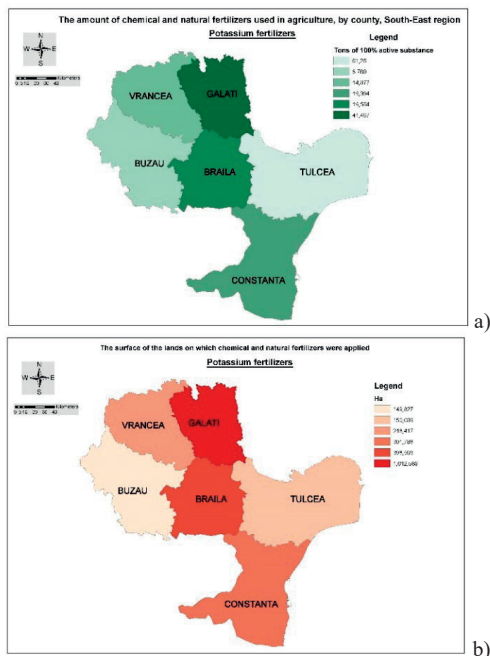 The amount of chemical and natural fertilizers used in agriculture, by county, South-East region
Potassium fertilizers
N
W E
S
Kilometers
Legend
Tons of 100% active substance
VRANCEA
GALATI
BUZAU
BRAILA
TULCEA
CONSTANTA
a)
The surface of the lands on which chemical and natural fertilizers were applied
Potassium fertilizers
N
W E
S
Kilometers
Legend
Ha
VRANCEA
GALATI
BUZAU
BRAILA
TULCEA
CONSTANTA
b)